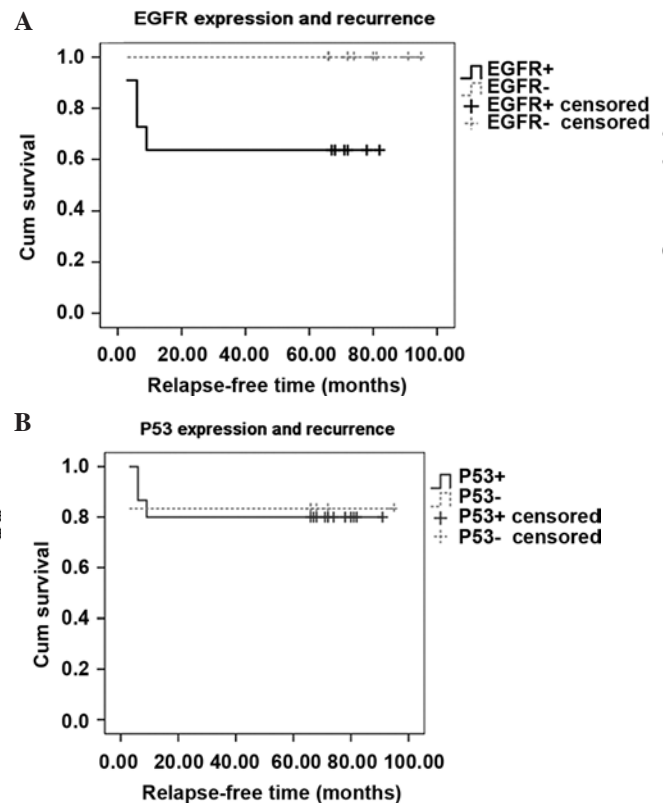 A
EGFR expression and recurrence
1.0
0.8
0.6
0.4
0.2
0.0
Cum survival
0.00 20.00 40.00 60.00 80.00 100.00
Relapse-free time (months)
EGFR+
EGFR-
EGFR+ censored
EGFR- censored
B
P53 expression and recurrence
1.0
0.8
0.6
0.4
0.2
0.0
Cum survival
0.00 20.00 40.00 60.00 80.00 100.00
Relapse-free time (months)
P53+
P53-
P53+ censored
P53- censored